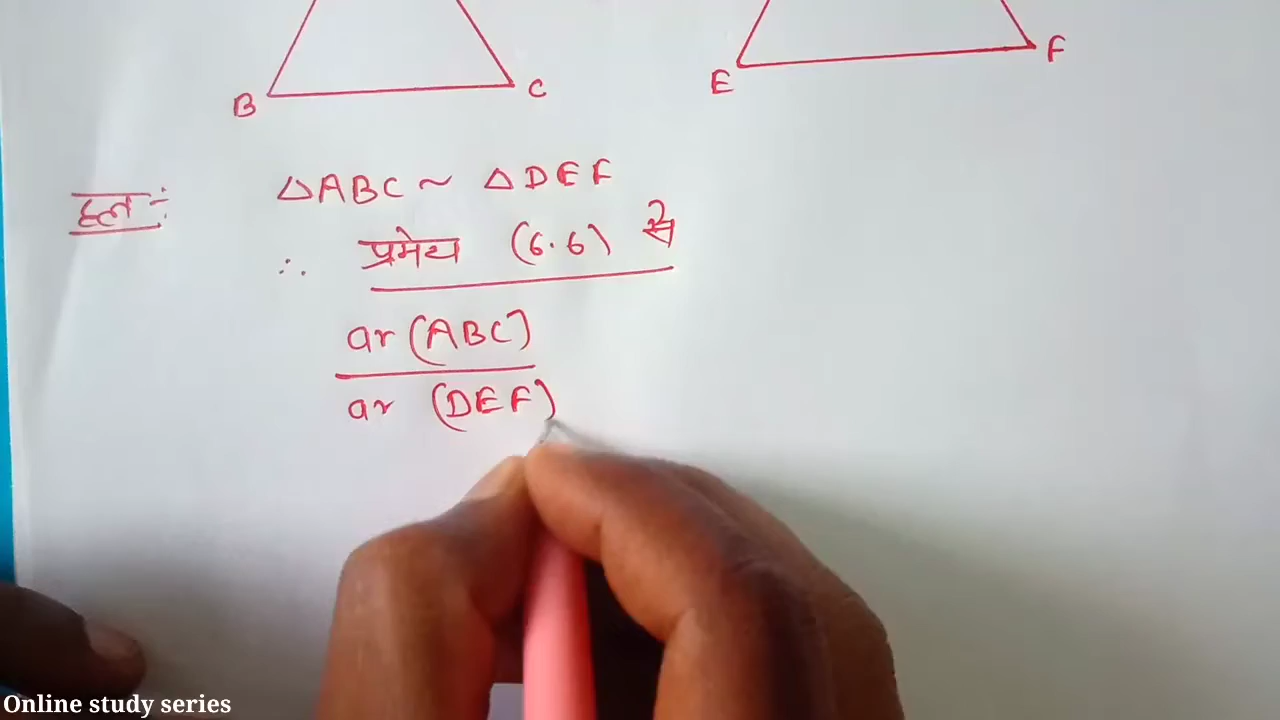 B
C
E
F
हल :-
△ABC ~ △DEF
∴ प्रमेय (6.6) से
ar (ABC)
ar (DEF)
Online study series